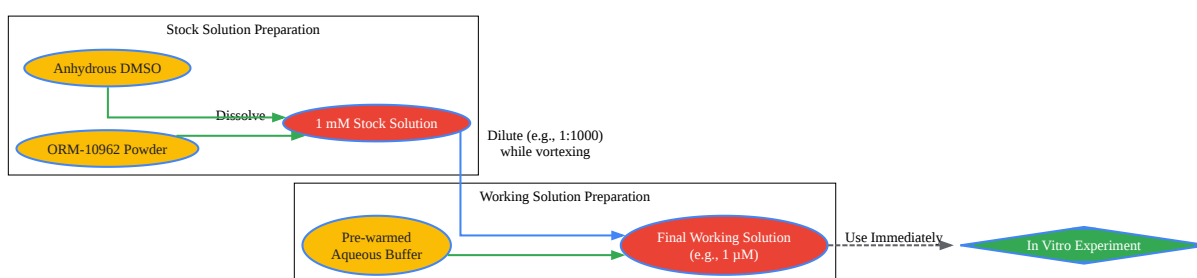 Stock Solution Preparation
Anhydrous DMSO
Dissolve
1 mM Stock Solution
ORM-10962 Powder
Dilute (e.g., 1:1000)
while vortexing
Working Solution Preparation
Pre-warmed
Aqueous Buffer
Final Working Solution
(e.g., 1 µM)
Use Immediately
In Vitro Experiment